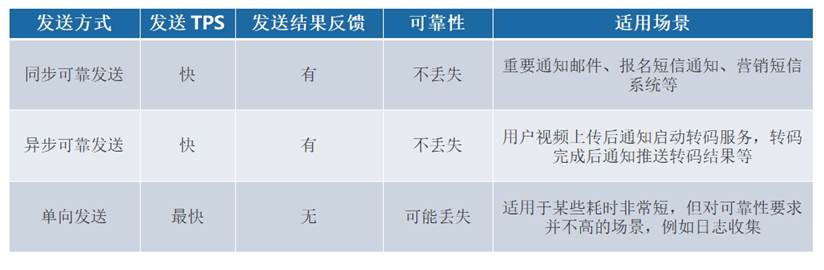 发送方式 发送 TPS 发送结果反馈 可靠性 适用场景
同步可靠发送 快 有 不丢失 重要通知邮件、报名短信通知、营销短信
系统等
异步可靠发送 快 有 不丢失 用户视频上传后通知启动转码服务，转码
完成后通知推送转码结果等
单向发送 最快 无 可能丢失 适用于某些耗时非常短，但对可靠性要求
并不高的场景，例如日志收集